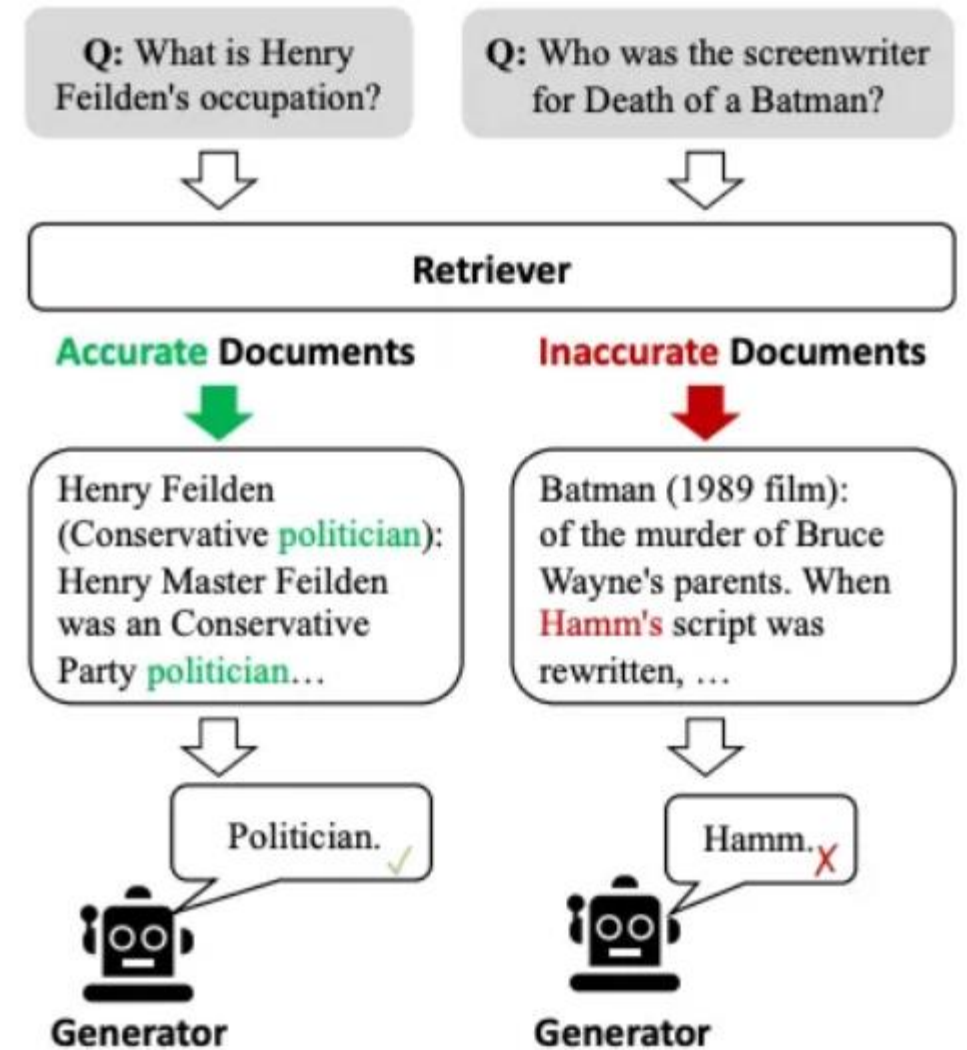 Q: What is Henry
Feilden's occupation?
Q: Who was the screenwriter
for Death of a Batman?
Retriever
Accurate Documents
Inaccurate Documents
Henry Feilden
(Conservative politician):
Henry Master Feilden
was an Conservative
Party politician…
Batman (1989 film):
of the murder of Bruce
Wayne's parents. When
Hamm's script was
rewritten, …
Politician.
Hamm.
Generator
Generator